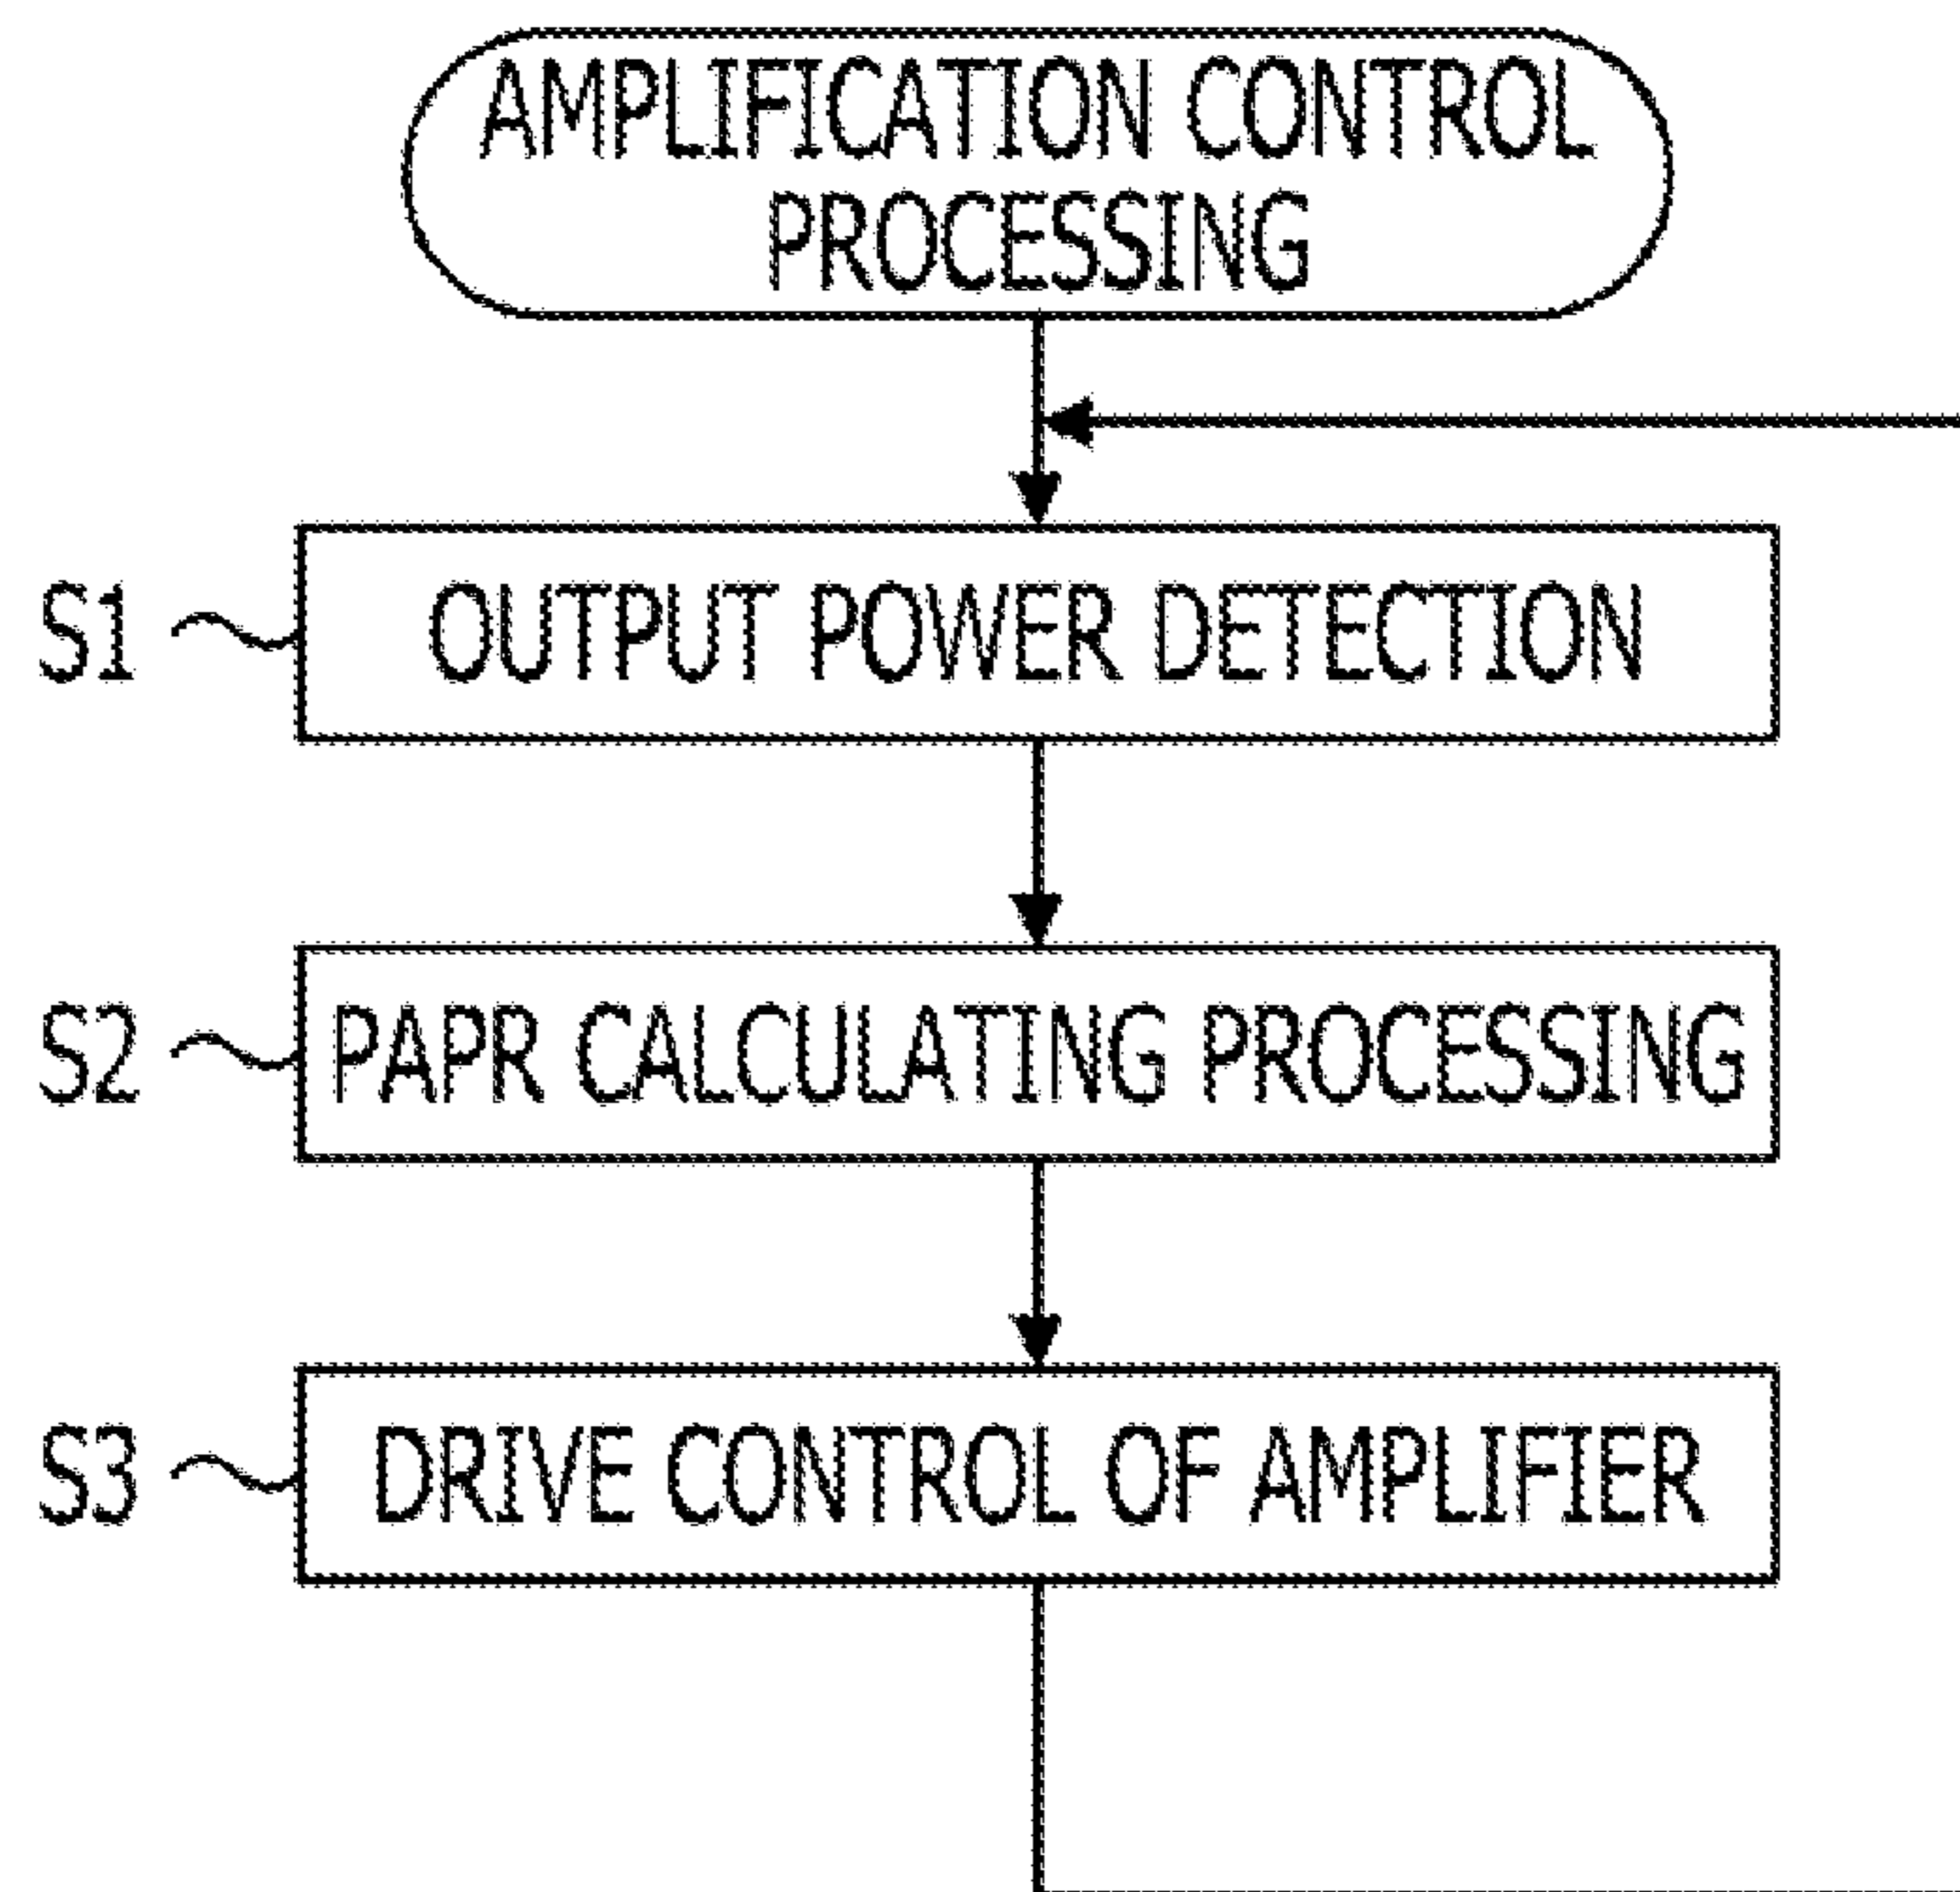 AMPLIFICATION CONTROL
PROCESSING
S1 OUTPUT POWER DETECTION
S2 PAPR CALCULATING PROCESSING
S3 DRIVE CONTROL OF AMPLIFIER